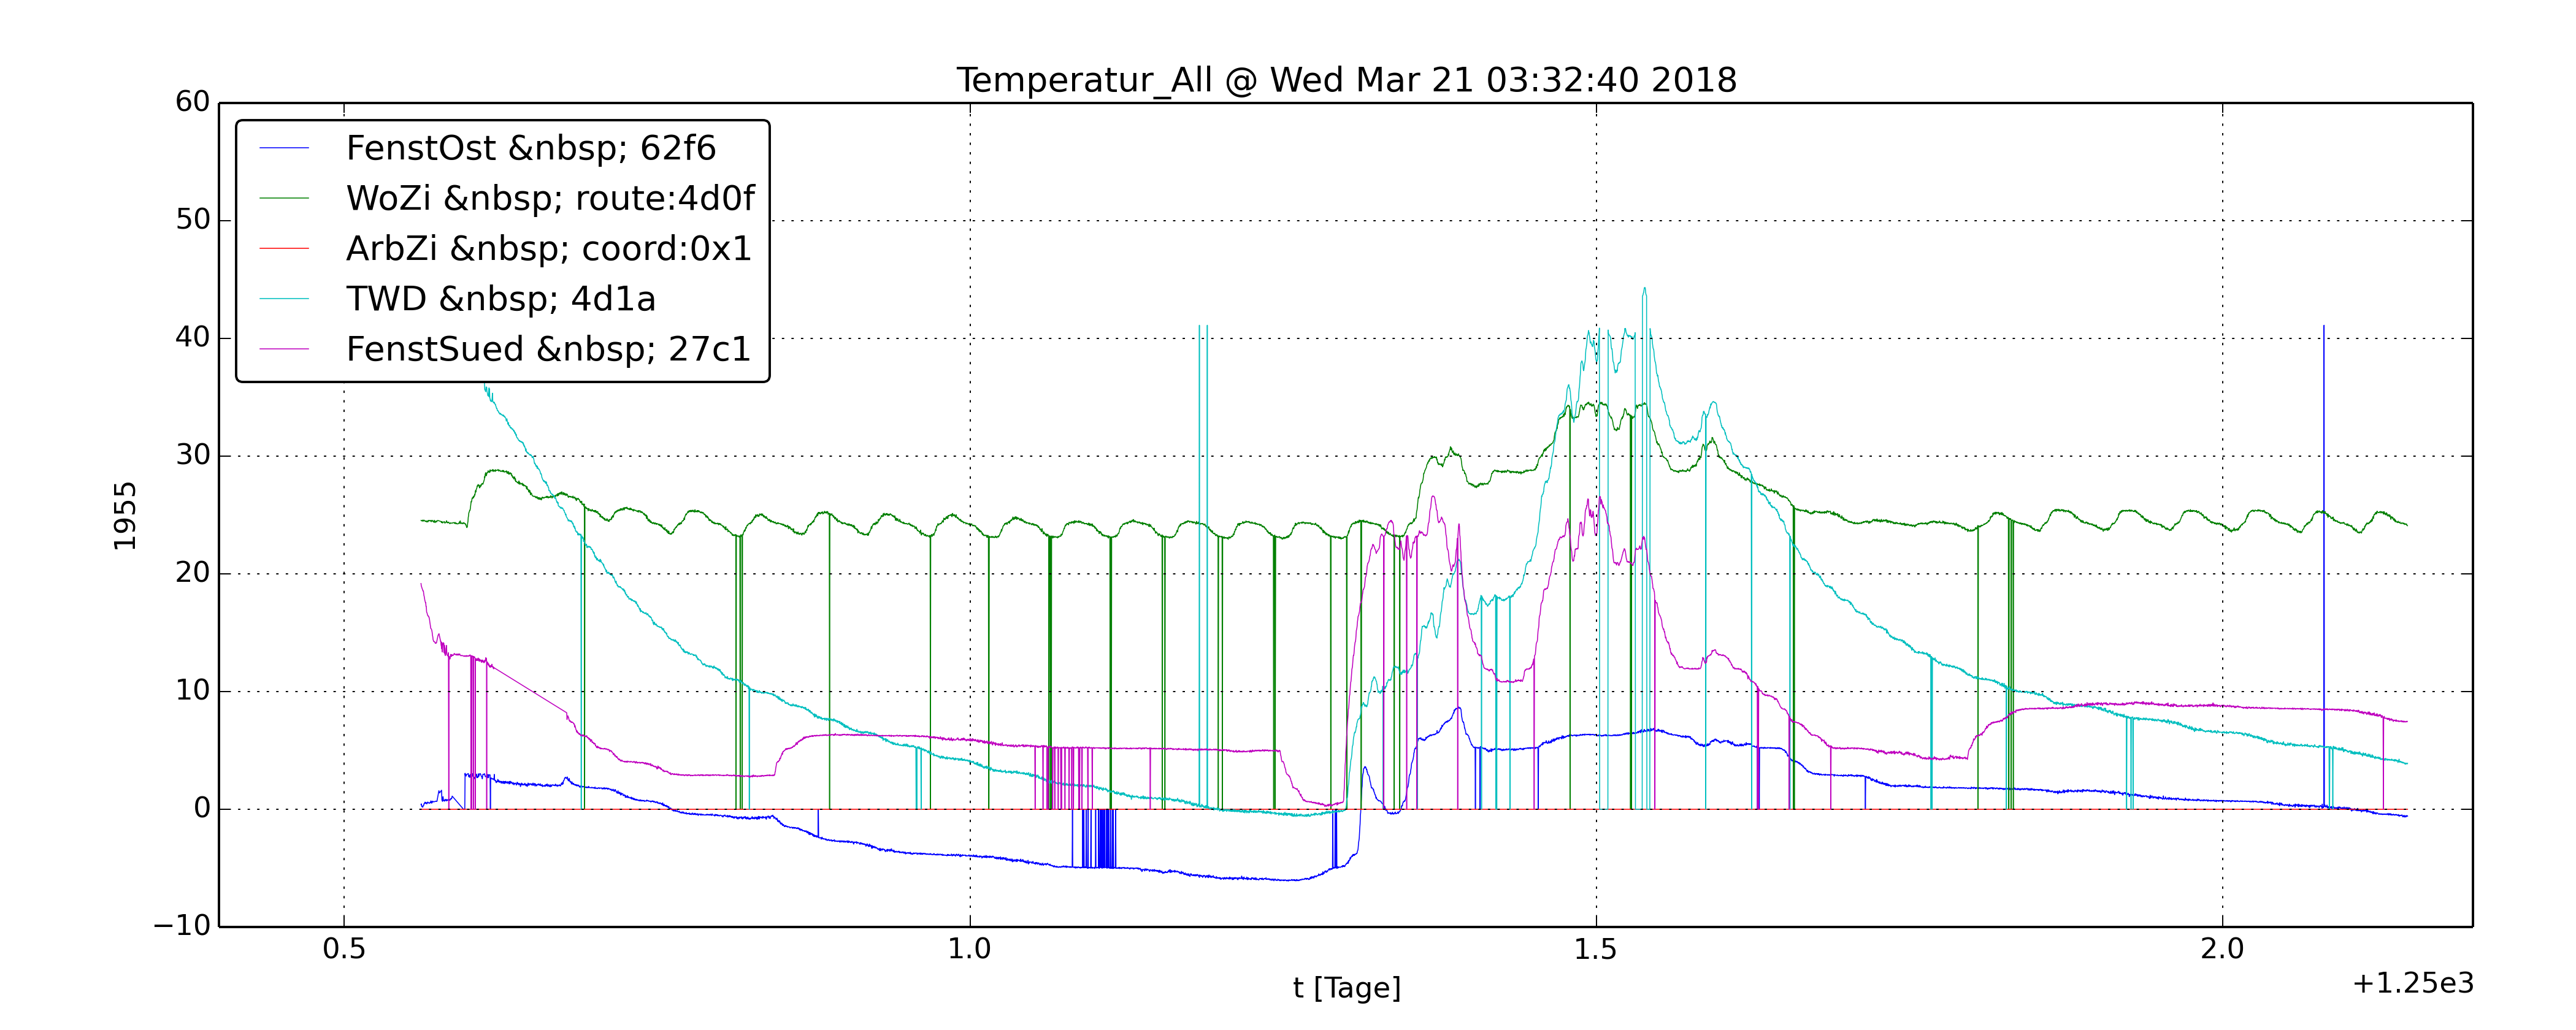 Temperatur_All @ Wed Mar 21 03:32:40 2018
60
50
40
30
20
10
0
−10
1955
FenstOst &nbsp; 62f6
WoZi &nbsp; route:4d0f
ArbZi &nbsp; coord:0x1
TWD &nbsp; 4d1a
FenstSued &nbsp; 27c1
0.5 1.0 1.5 2.0
t [Tage]
+1.25e3